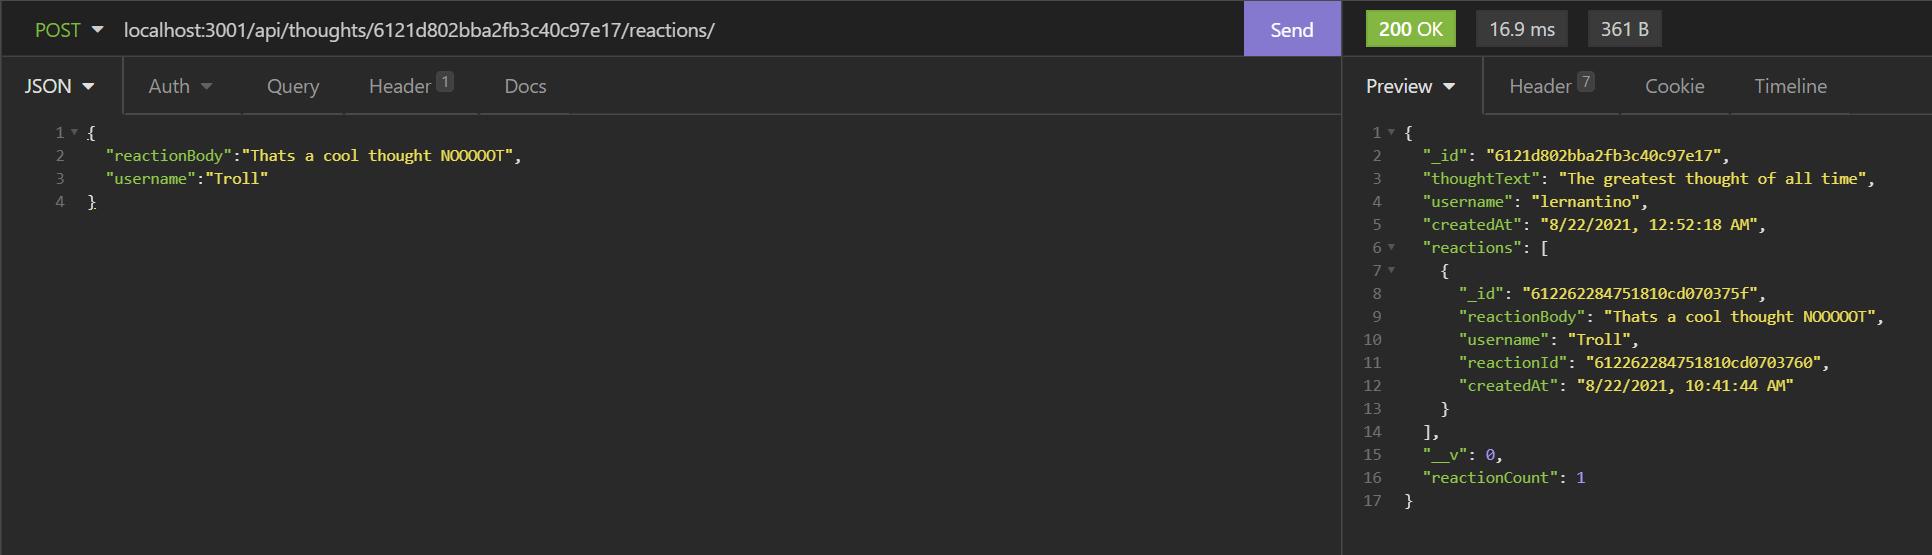 POST localhost:3001/api/thoughts/6121d802bba2fb3c40c97e17/reactions/ Send
JSON Auth Query Header 1 Docs
1 {
2 "reactionBody":"Thats a cool thought NOOOOOT",
3 "username":"Troll"
4 }
200 OK 16.9 ms 361 B
Preview Header 7 Cookie Timeline
1 {
2 "_id": "6121d802bba2fb3c40c97e17",
3 "thoughtText": "The greatest thought of all time",
4 "username": "lernantino",
5 "createdAt": "8/22/2021, 12:52:18 AM",
6 "reactions": [
7 {
8 "_id": "612262284751810cd070375f",
9 "reactionBody": "Thats a cool thought NOOOOOT",
10 "username": "Troll",
11 "reactionId": "612262284751810cd0703760",
12 "createdAt": "8/22/2021, 10:41:44 AM"
13 }
14 ],
15 "__v": 0,
16 "reactionCount": 1
17 }